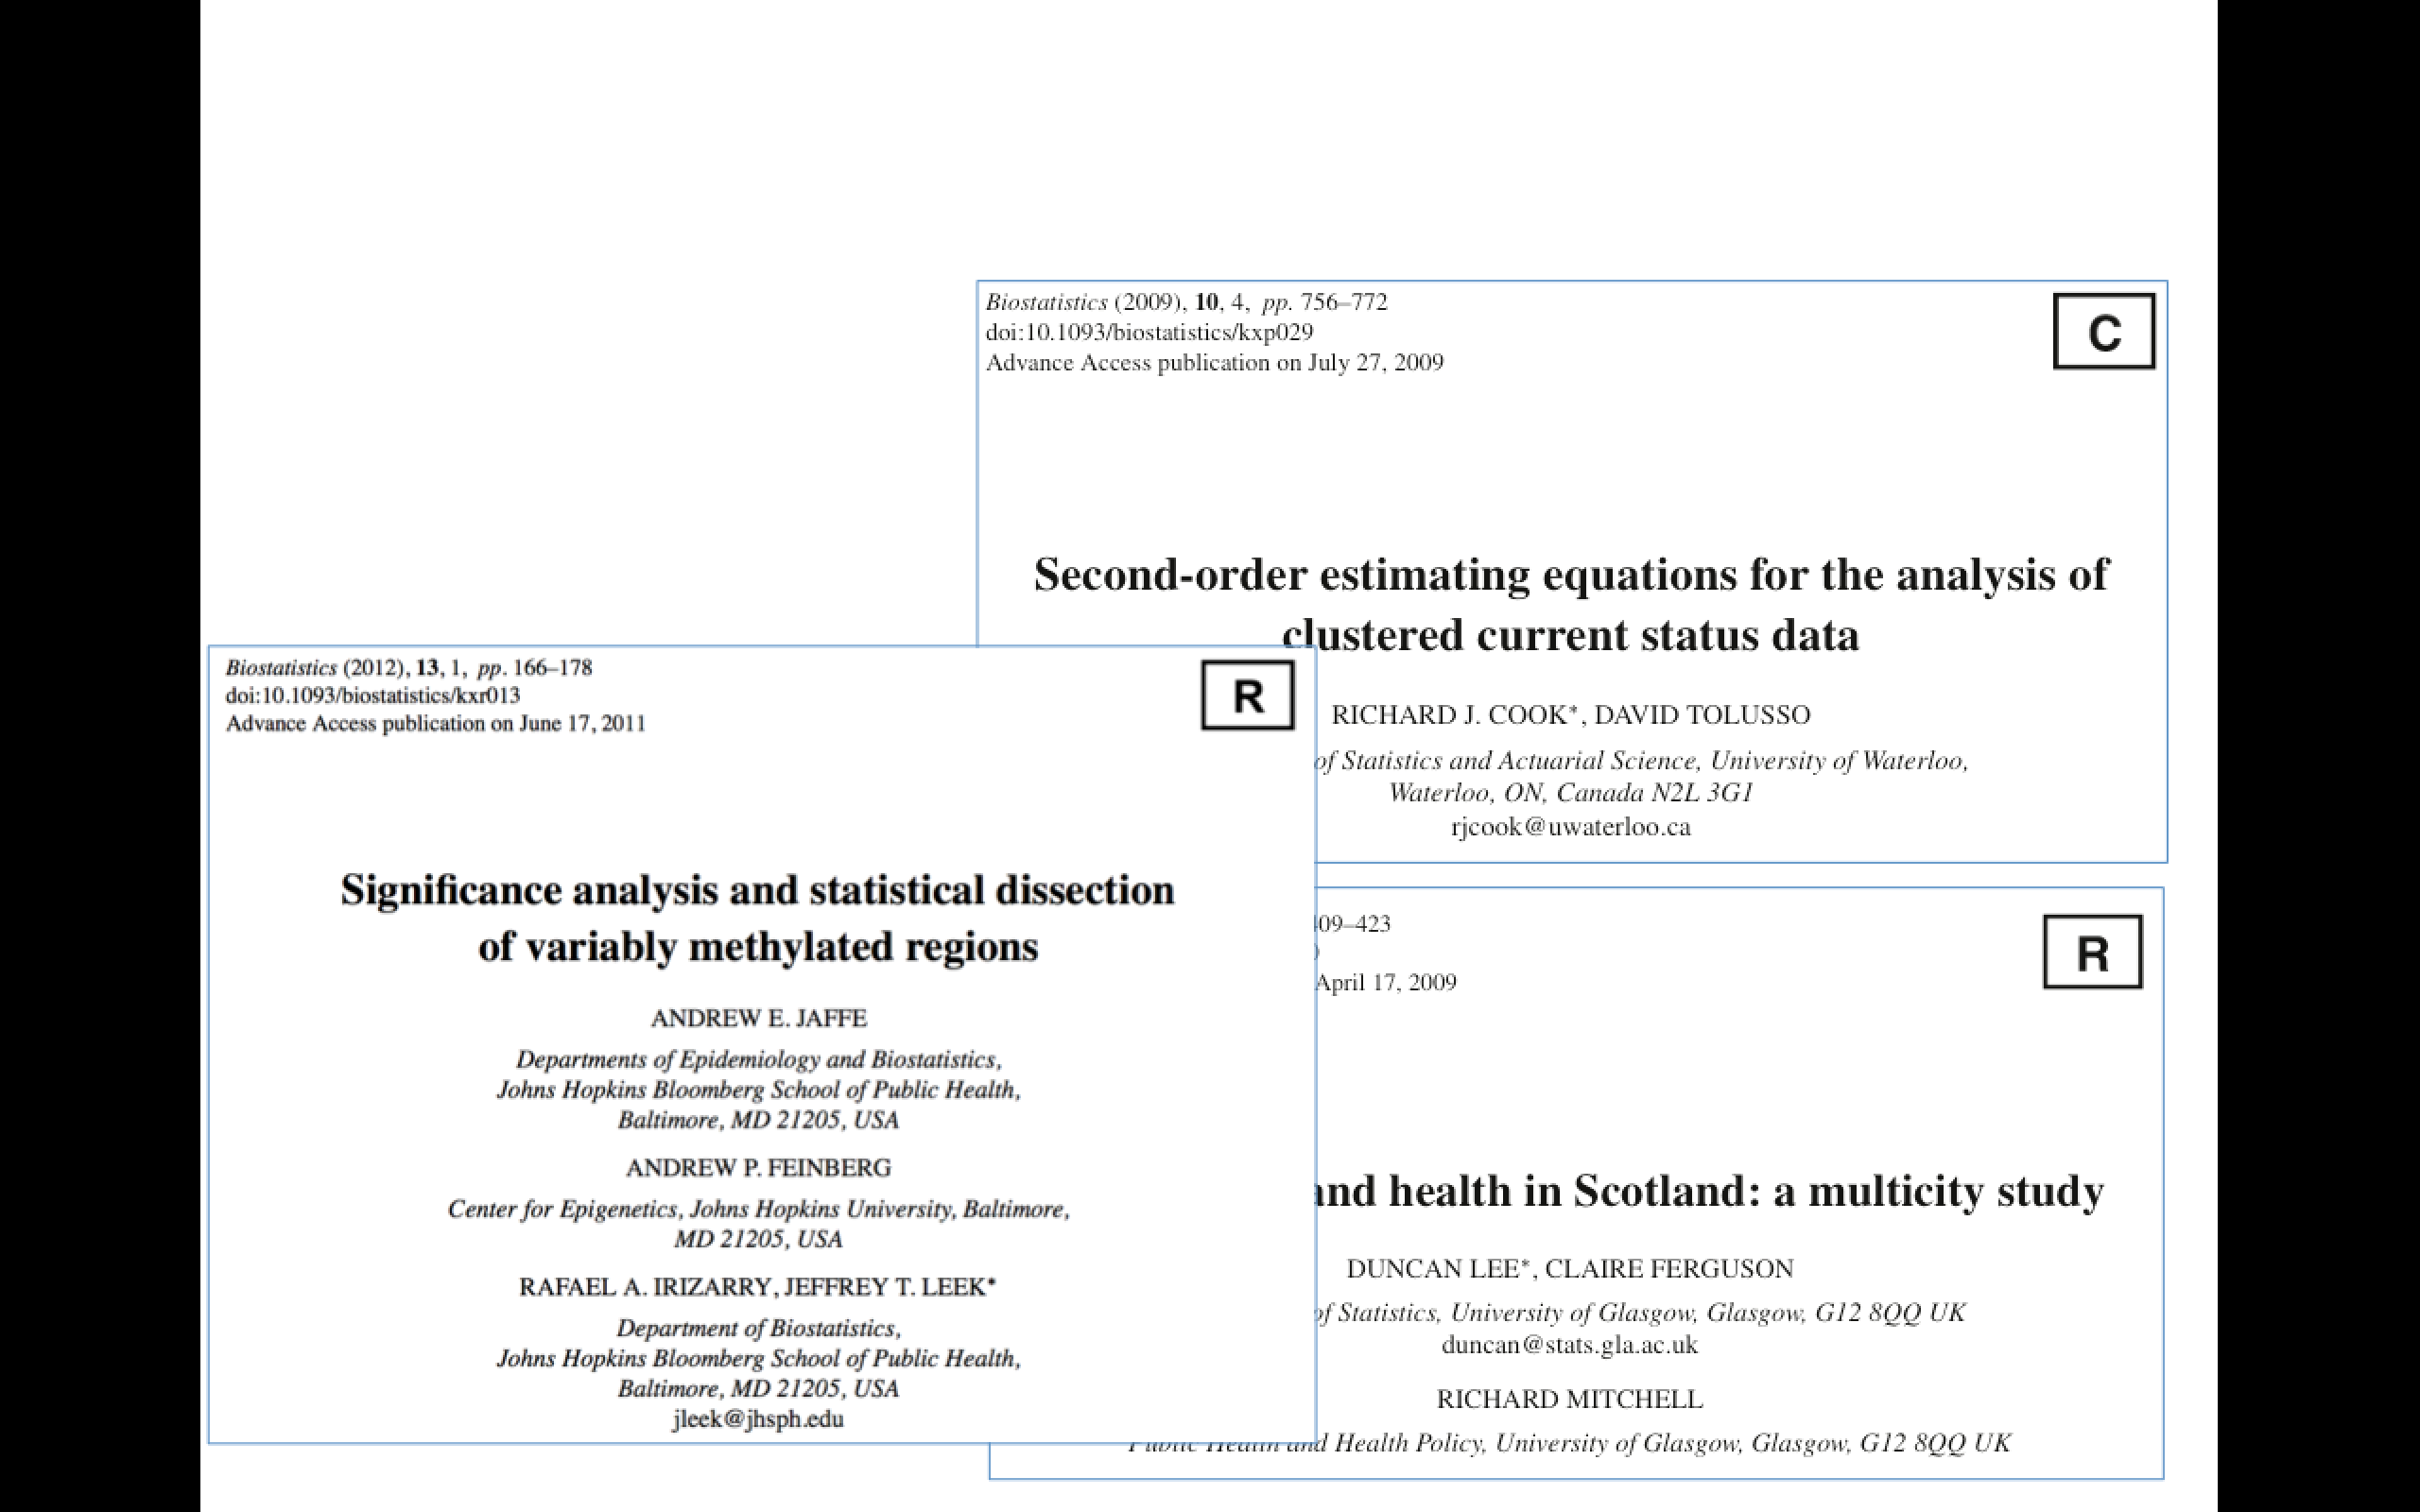 Biostatistics (2009), 10, 4, pp. 756–772
doi:10.1093/biostatistics/kxp029
Advance Access publication on July 27, 2009
C
Second-order estimating equations for the analysis of
clustered current status data
RICHARD J. COOK*, DAVID TOLUSSO
of Statistics and Actuarial Science, University of Waterloo,
Waterloo, ON, Canada N2L 3G1
rjcook@uwaterloo.ca
Biostatistics (2012), 13, 1, pp. 166–178
doi:10.1093/biostatistics/kxr013
Advance Access publication on June 17, 2011
R
Significance analysis and statistical dissection
of variably methylated regions
ANDREW E. JAFFE
Departments of Epidemiology and Biostatistics,
Johns Hopkins Bloomberg School of Public Health,
Baltimore, MD 21205, USA
ANDREW P. FEINBERG
Center for Epigenetics, Johns Hopkins University, Baltimore,
MD 21205, USA
RAFAEL A. IRIZARRY, JEFFREY T. LEEK*
Department of Biostatistics,
Johns Hopkins Bloomberg School of Public Health,
Baltimore, MD 21205, USA
jleek@jhsph.edu
09–423
)
April 17, 2009
R
and health in Scotland: a multicity study
DUNCAN LEE*, CLAIRE FERGUSON
of Statistics, University of Glasgow, Glasgow, G12 8QQ UK
duncan@stats.gla.ac.uk
RICHARD MITCHELL
Public Health and Health Policy, University of Glasgow, Glasgow, G12 8QQ UK